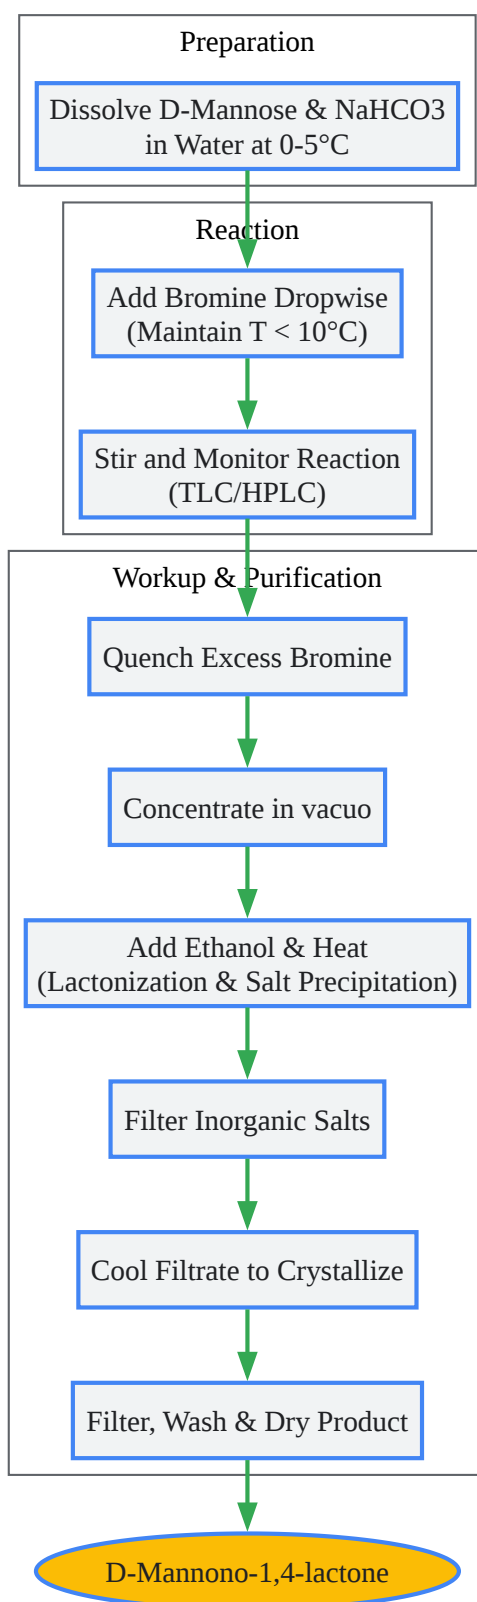 Preparation
Dissolve D-Mannose & NaHCO3
in Water at 0-5°C
Reaction
Add Bromine Dropwise
(Maintain T < 10°C)
Stir and Monitor Reaction
(TLC/HPLC)
Workup & Purification
Quench Excess Bromine
Concentrate in vacuo
Add Ethanol & Heat
(Lactonization & Salt Precipitation)
Filter Inorganic Salts
Cool Filtrate to Crystallize
Filter, Wash & Dry Product
D-Mannono-1,4-lactone